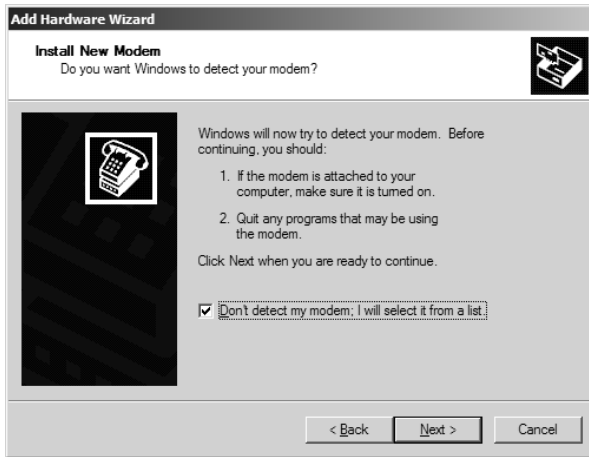 Add Hardware Wizard
Install New Modem
Do you want Windows to detect your modem?
Windows will now try to detect your modem. Before
continuing, you should:
1. If the modem is attached to your
computer, make sure it is turned on.
2. Quit any programs that may be using
the modem.
Click Next when you are ready to continue.
Don't detect my modem; I will select it from a list.
< Back Next > Cancel